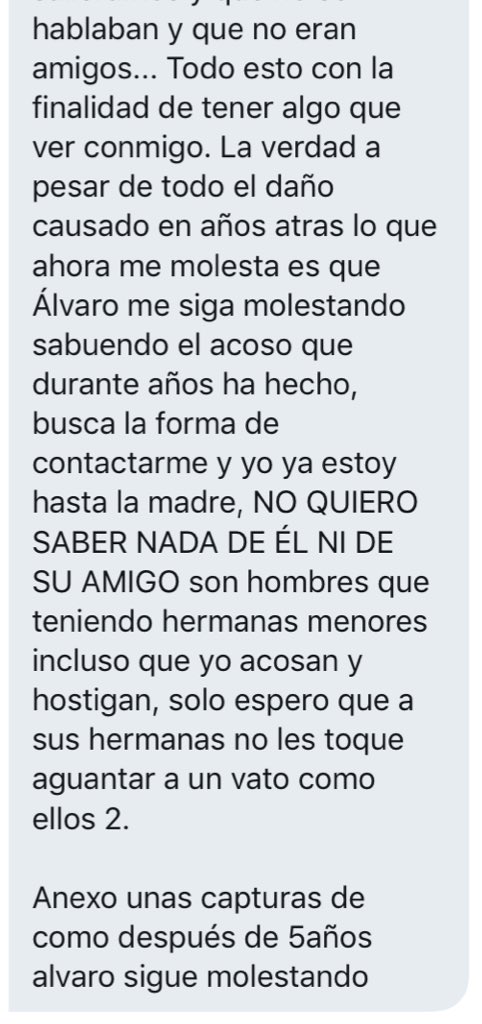 hablaban y que no eran
amigos... Todo esto con la
finalidad de tener algo que
ver conmigo. La verdad a
pesar de todo el daño
causado en años atras lo que
ahora me molesta es que
Álvaro me siga molestando
sabuendo el acoso que
durante años ha hecho,
busca la forma de
contactarme y yo ya estoy
hasta la madre, NO QUIERO
SABER NADA DE ÉL NI DE
SU AMIGO son hombres que
teniendo hermanas menores
incluso que yo acosan y
hostigan, solo espero que a
sus hermanas no les toque
aguantar a un vato como
ellos 2.
Anexo unas capturas de
como después de 5años
alvaro sigue molestando